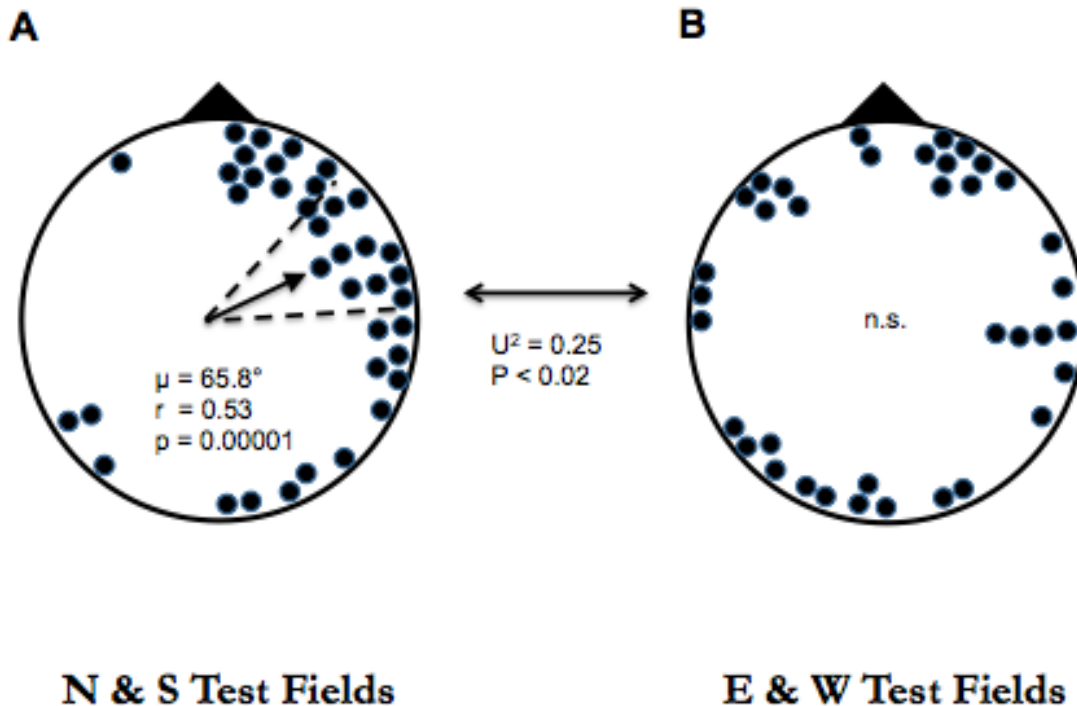 A
B
n.s.
U² = 0.25
P < 0.02
µ = 65.8°
r = 0.53
p = 0.00001
N & S Test Fields
E & W Test Fields